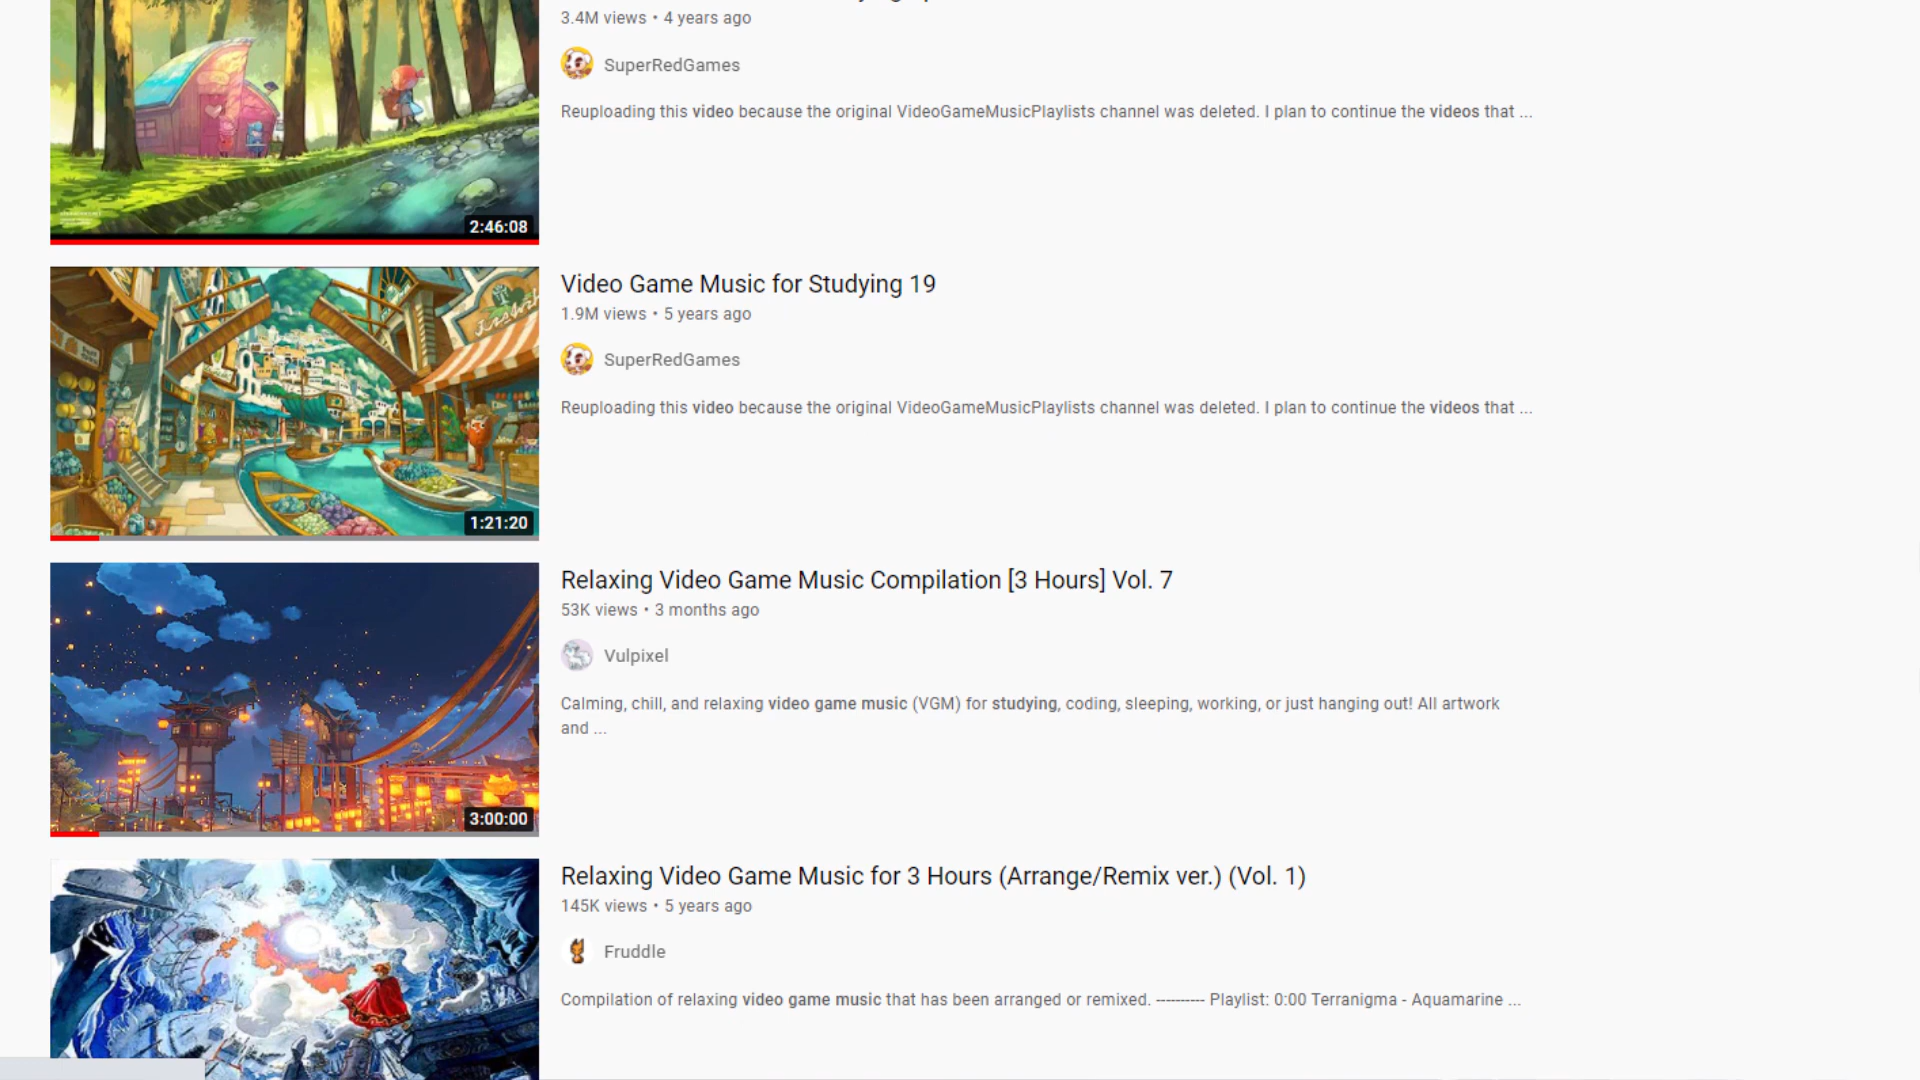 3.4M views • 4 years ago
SuperRedGames
Reuploading this video because the original VideoGameMusicPlaylists channel was deleted. I plan to continue the videos that ...
2:46:08
Video Game Music for Studying 19
1.9M views • 5 years ago
SuperRedGames
Reuploading this video because the original VideoGameMusicPlaylists channel was deleted. I plan to continue the videos that ...
1:21:20
Relaxing Video Game Music Compilation [3 Hours] Vol. 7
53K views • 3 months ago
Vulpixel
Calming, chill, and relaxing video game music (VGM) for studying, coding, sleeping, working, or just hanging out! All artwork
and ...
3:00:00
Relaxing Video Game Music for 3 Hours (Arrange/Remix ver.) (Vol. 1)
145K views • 5 years ago
Fruddle
Compilation of relaxing video game music that has been arranged or remixed. ---------- Playlist: 0:00 Terranigma - Aquamarine ...